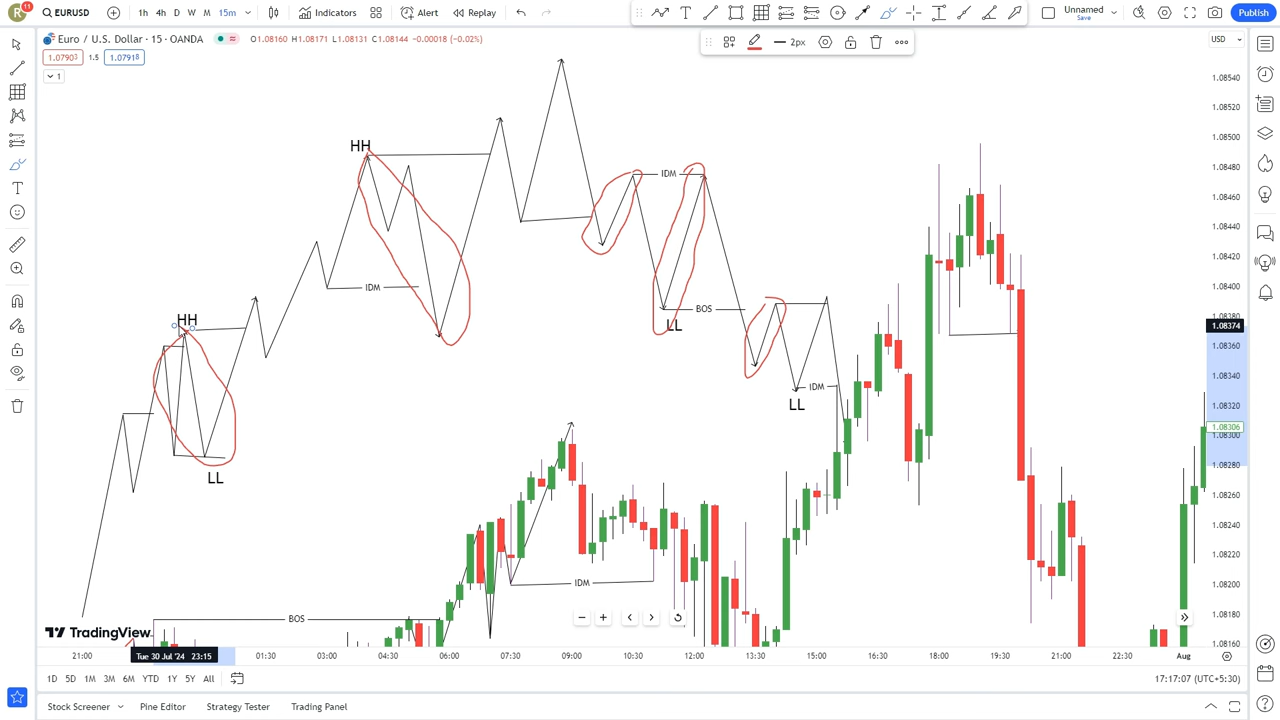 R 11 EURUSD 1h 4h D W M 15m Indicators Alert Replay Unnamed Save Publish
Euro / U.S. Dollar · 15 · OANDA O1.08160 H1.08171 L1.08131 C1.08144 -0.00018 (-0.02%) 2px USD
1.07903 1.5 1.07918
1
1.08540
1.08520
1.08500
HH
1.08480
IDM
1.08460
1.08440
1.08420
IDM
1.08400
BOS
1.08380
HH
LL
1.08374
1.08360
1.08340
IDM
LL
1.08320
1.08306
1.08300
1.08280
LL
1.08260
1.08240
1.08220
IDM
1.08200
BOS
1.08180
TradingView
1.08160
21:00 Tue 30 Jul '24 23:15 01:30 03:00 04:30 06:00 07:30 09:00 10:30 12:00 13:30 15:00 16:30 18:00 19:30 21:00 22:30 Aug
1D 5D 1M 3M 6M YTD 1Y 5Y All 17:17:07 (UTC+5:30)
Stock Screener Pine Editor Strategy Tester Trading Panel